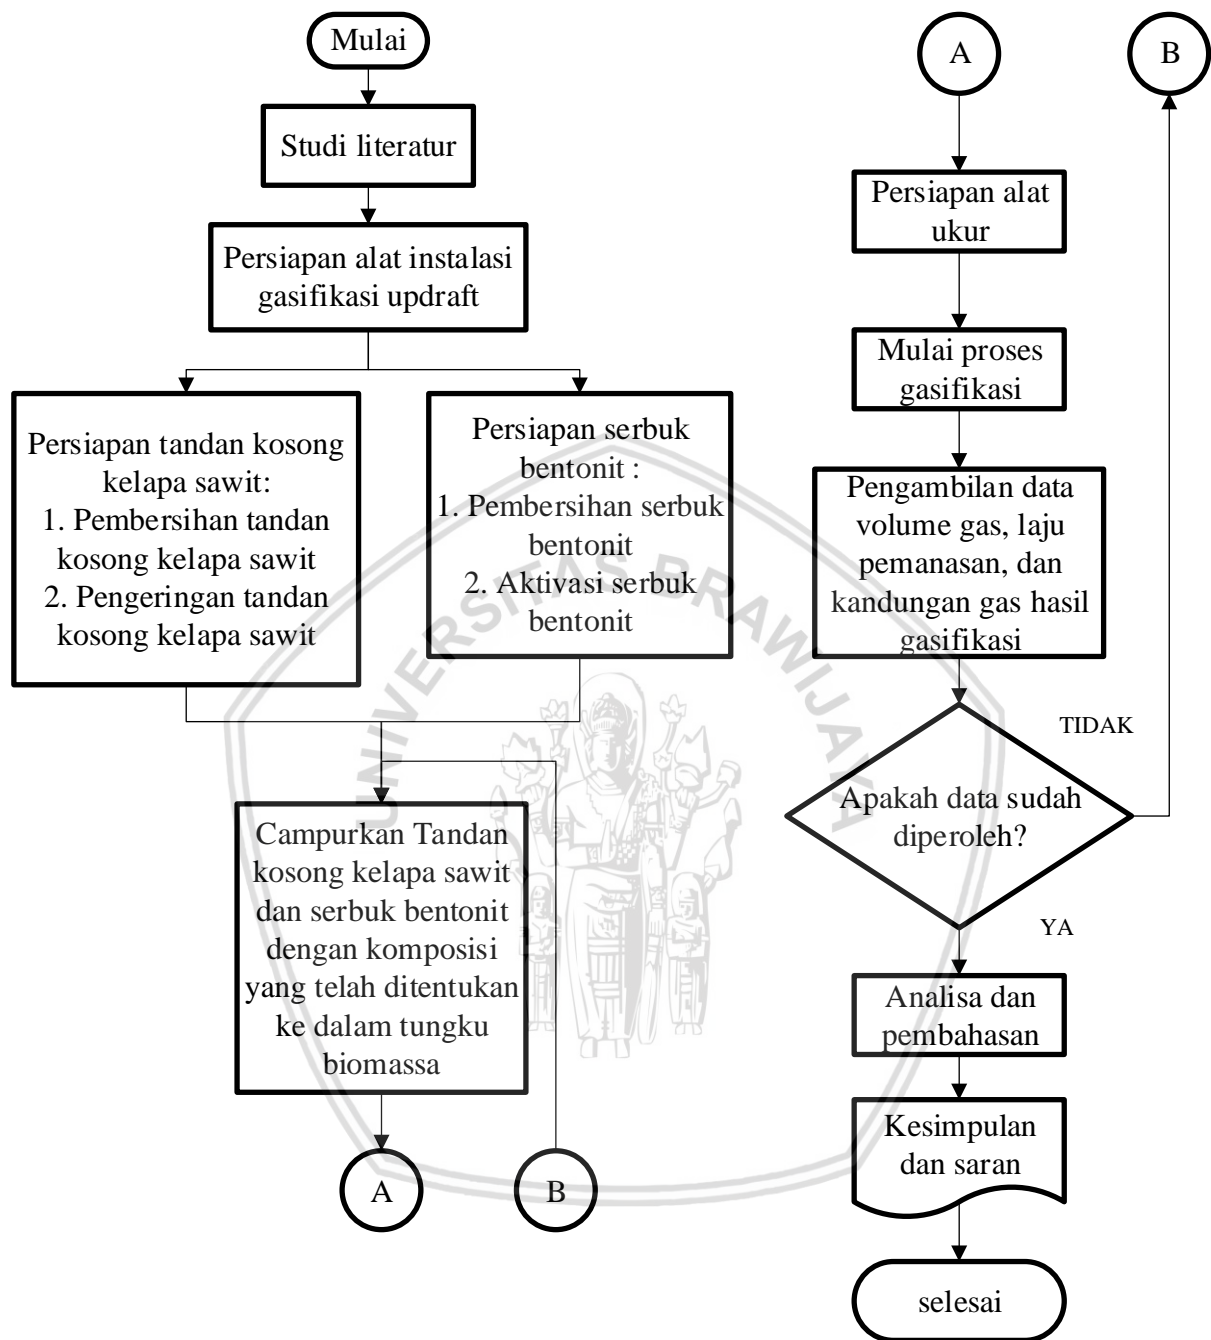 Mulai
Studi literatur
Persiapan alat instalasi
gasifikasi updraft
Persiapan tandan kosong
kelapa sawit:
1. Pembersihan tandan
kosong kelapa sawit
2. Pengeringan tandan
kosong kelapa sawit
Persiapan serbuk
bentonit :
1. Pembersihan serbuk
bentonit
2. Aktivasi serbuk
bentonit
Campurkan Tandan
kosong kelapa sawit
dan serbuk bentonit
dengan komposisi
yang telah ditentukan
ke dalam tungku
biomassa
A
B
A
B
Persiapan alat
ukur
Mulai proses
gasifikasi
Pengambilan data
volume gas, laju
pemanasan, dan
kandungan gas hasil
gasifikasi
TIDAK
Apakah data sudah
diperoleh?
YA
Analisa dan
pembahasan
Kesimpulan
dan saran
selesai
UNIVERSITAS BRAWIJAYA